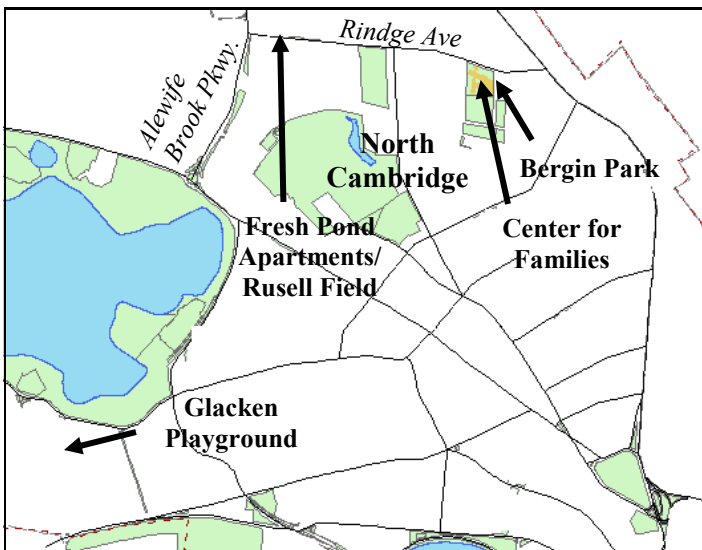 Rindge Ave
Alewife
Brook Pkwy.
North
Cambridge
Bergin Park
Fresh Pond
Apartments/
Rusell Field
Center for
Families
Glacken
Playground